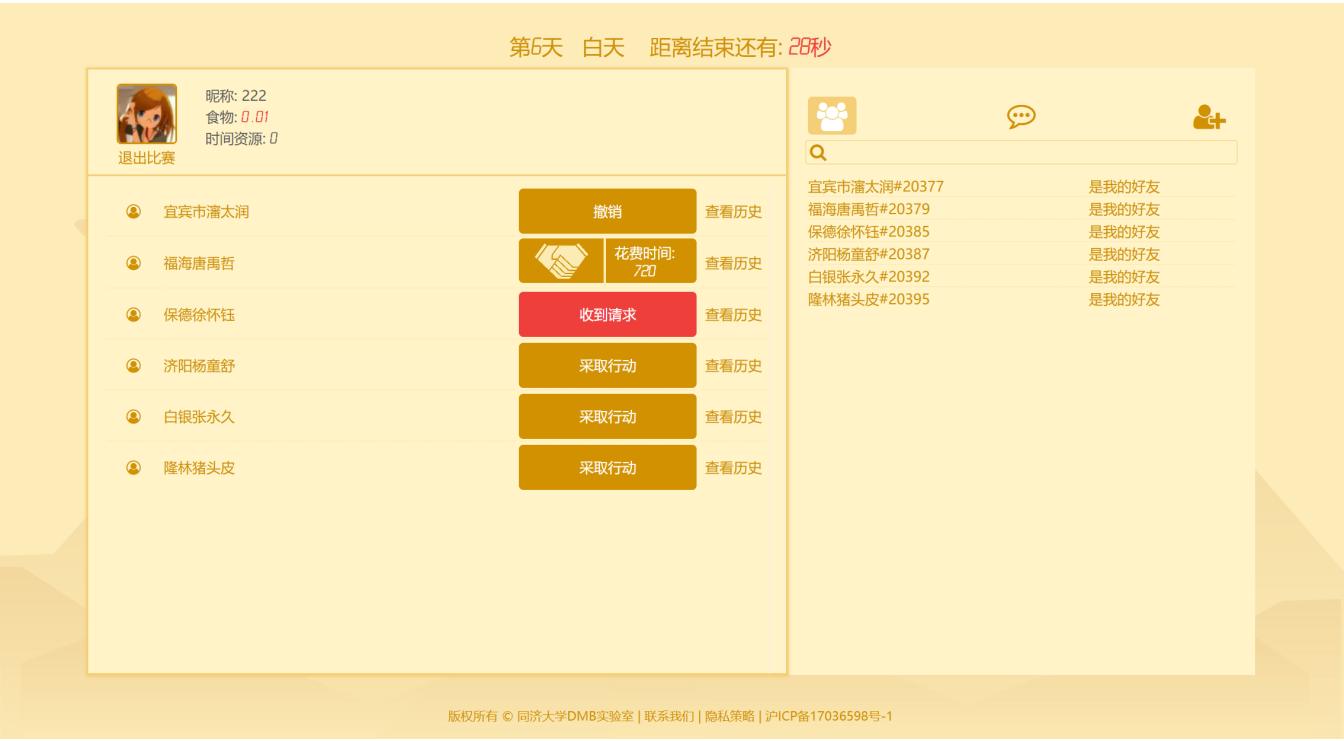 第6天 白天 距离结束还有: 28秒
昵称: 222
食物: 0.01
时间资源: 0
退出比赛
宜宾市瀋太润 撤销 查看历史
福海唐禹哲 花费时间: 720 查看历史
保德徐怀钰 收到请求 查看历史
济阳杨童舒 采取行动 查看历史
白银张永久 采取行动 查看历史
隆林猪头皮 采取行动 查看历史
宜宾市瀋太润#20377 是我的好友
福海唐禹哲#20379 是我的好友
保德徐怀钰#20385 是我的好友
济阳杨童舒#20387 是我的好友
白银张永久#20392 是我的好友
隆林猪头皮#20395 是我的好友
版权所有 © 同济大学DMB实验室 | 联系我们 | 隐私策略 | 沪ICP备17036598号-1